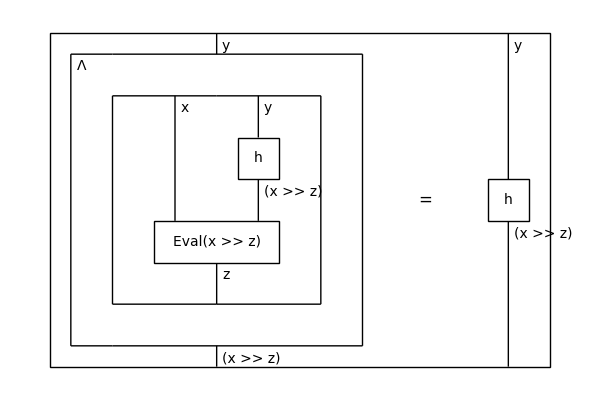 y
y
Λ
x
y
h
(x >> z)
=
h
Eval(x >> z)
(x >> z)
z
(x >> z)